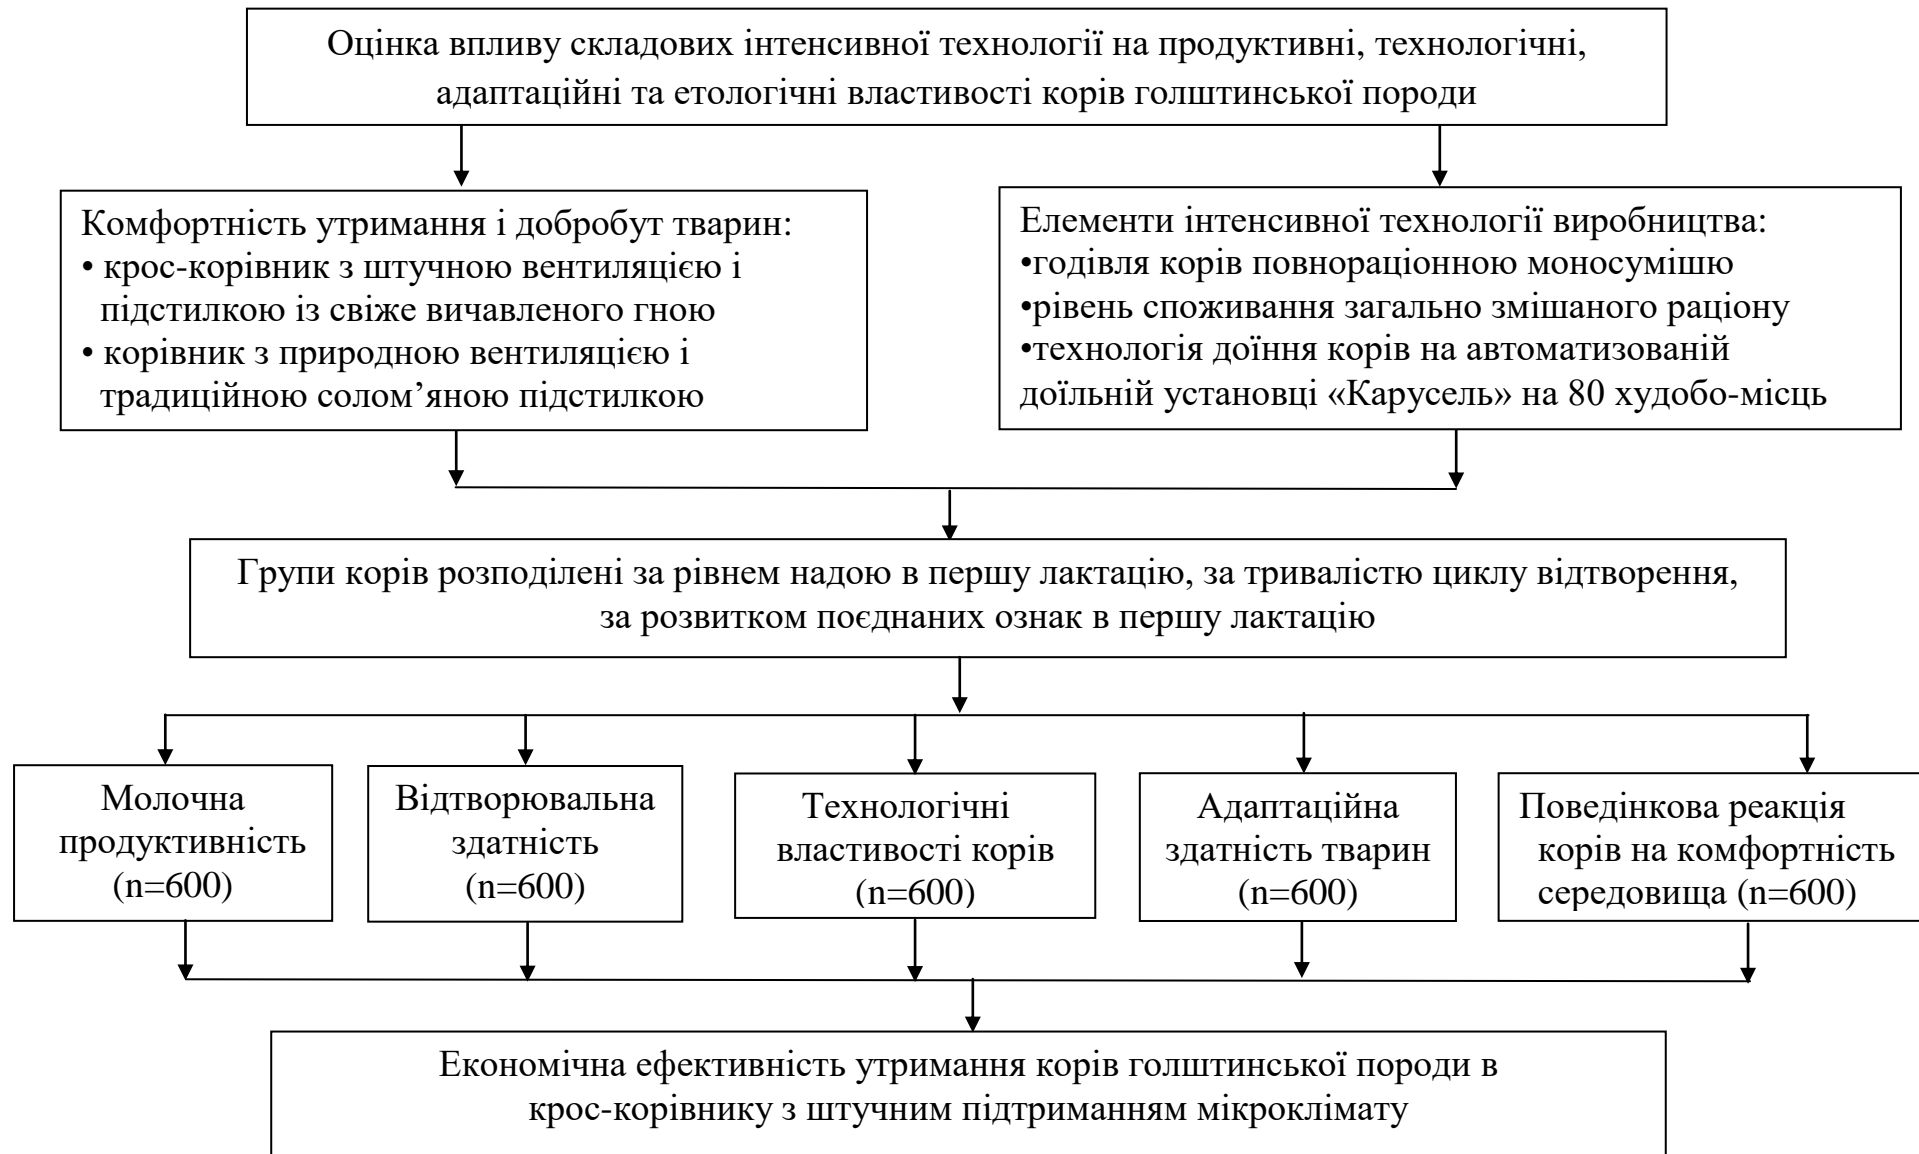 Оцінка впливу складових інтенсивної технології на продуктивні, технологічні,
адаптаційні та етологічні властивості корів голштинської породи
Комфортність утримання і добробут тварин:
• крос-корівник з штучною вентиляцією і
підстилкою із свіже вичавленого гною
• корівник з природною вентиляцією і
традиційною солом’яною підстилкою
Елементи інтенсивної технології виробництва:
•годівля корів повнораціонною моносумішю
•рівень споживання загально змішаного раціону
•технологія доїння корів на автоматизованій
доїльній установці «Карусель» на 80 худобо-місць
Групи корів розподілені за рівнем надою в першу лактацію, за тривалістю циклу відтворення,
за розвитком поєднаних ознак в першу лактацію
Молочна
продуктивність
(n=600)
Відтворювальна
здатність
(n=600)
Технологічні
властивості корів
(n=600)
Адаптаційна
здатність тварин
(n=600)
Поведінкова реакція
корів на комфортність
середовища (n=600)
Економічна ефективність утримання корів голштинської породи в
крос-корівнику з штучним підтриманням мікроклімату